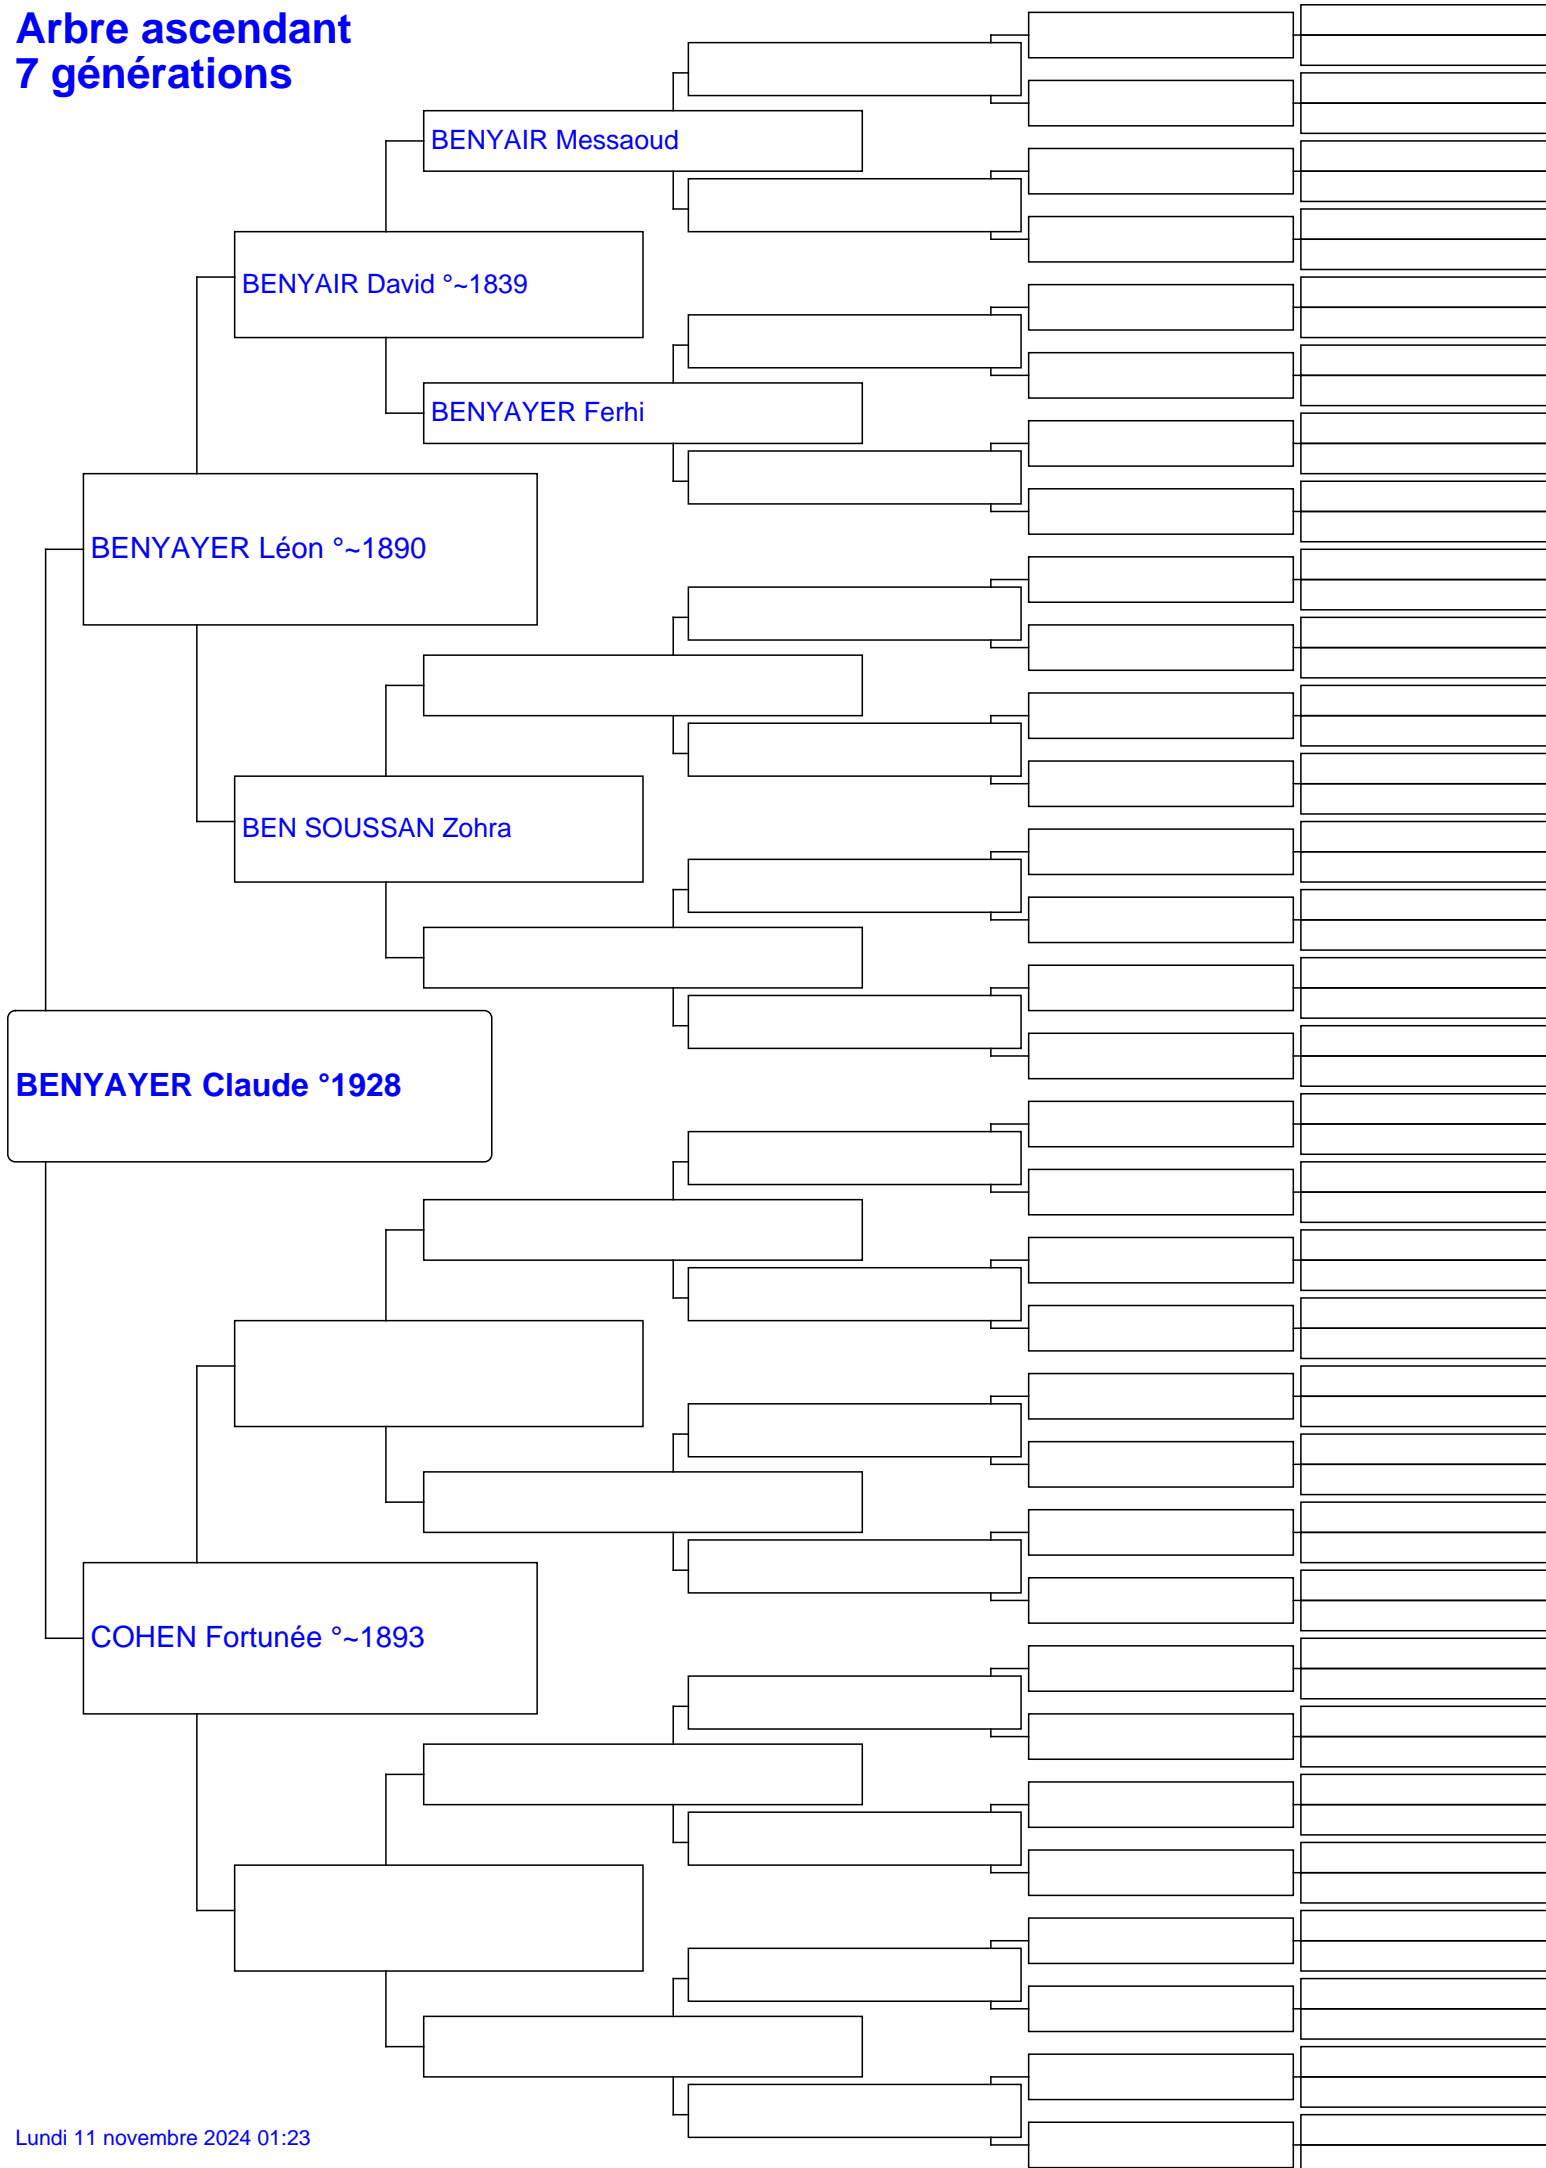 Arbre ascendant
7 générations
BENYAIR Messaoud
BENYAIR David °~1839
BENYAYER Ferhi
BENYAYER Léon °~1890
BEN SOUSSAN Zohra
BENYAYER Claude °1928
COHEN Fortunée °~1893
Lundi 11 novembre 2024 01:23